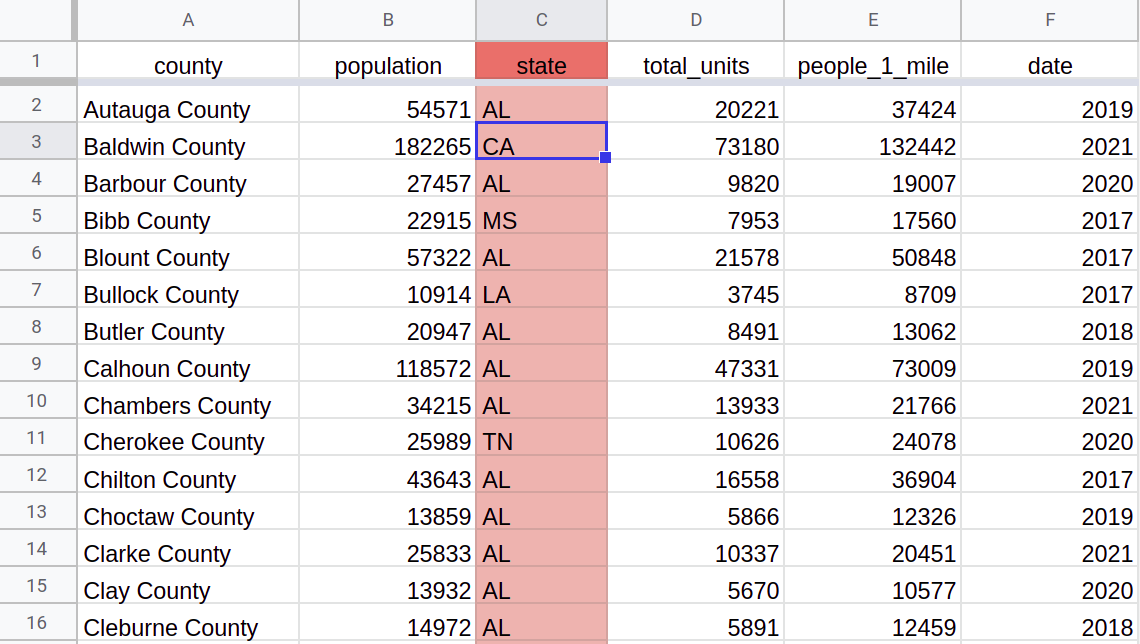 A B C D E F
1 county population state total_units people_1_mile date
2 Autauga County 54571 AL 20221 37424 2019
3 Baldwin County 182265 CA 73180 132442 2021
4 Barbour County 27457 AL 9820 19007 2020
5 Bibb County 22915 MS 7953 17560 2017
6 Blount County 57322 AL 21578 50848 2017
7 Bullock County 10914 LA 3745 8709 2017
8 Butler County 20947 AL 8491 13062 2018
9 Calhoun County 118572 AL 47331 73009 2019
10 Chambers County 34215 AL 13933 21766 2021
11 Cherokee County 25989 TN 10626 24078 2020
12 Chilton County 43643 AL 16558 36904 2017
13 Choctaw County 13859 AL 5866 12326 2019
14 Clarke County 25833 AL 10337 20451 2021
15 Clay County 13932 AL 5670 10577 2020
16 Cleburne County 14972 AL 5891 12459 2018